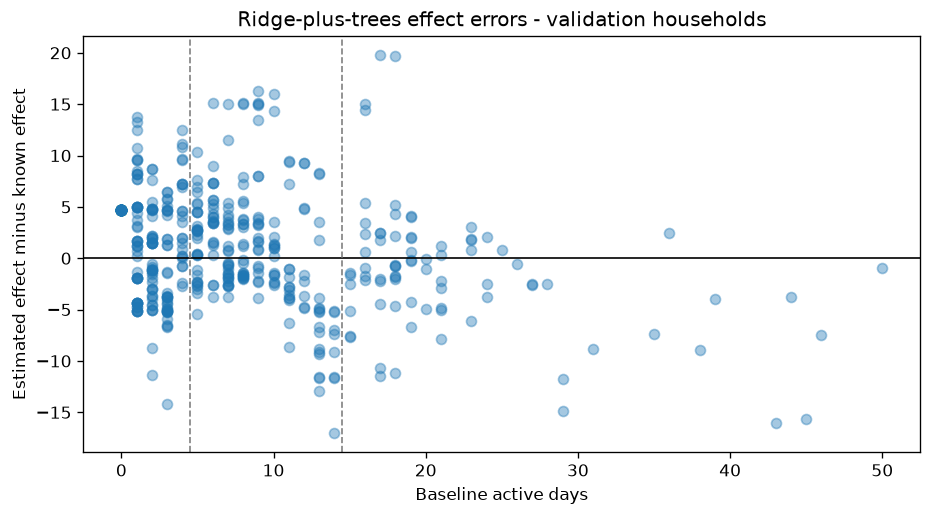 Ridge-plus-trees effect errors - validation households
Estimated effect minus known effect
20
15
10
5
0
−5
−10
−15
0 10 20 30 40 50
Baseline active days